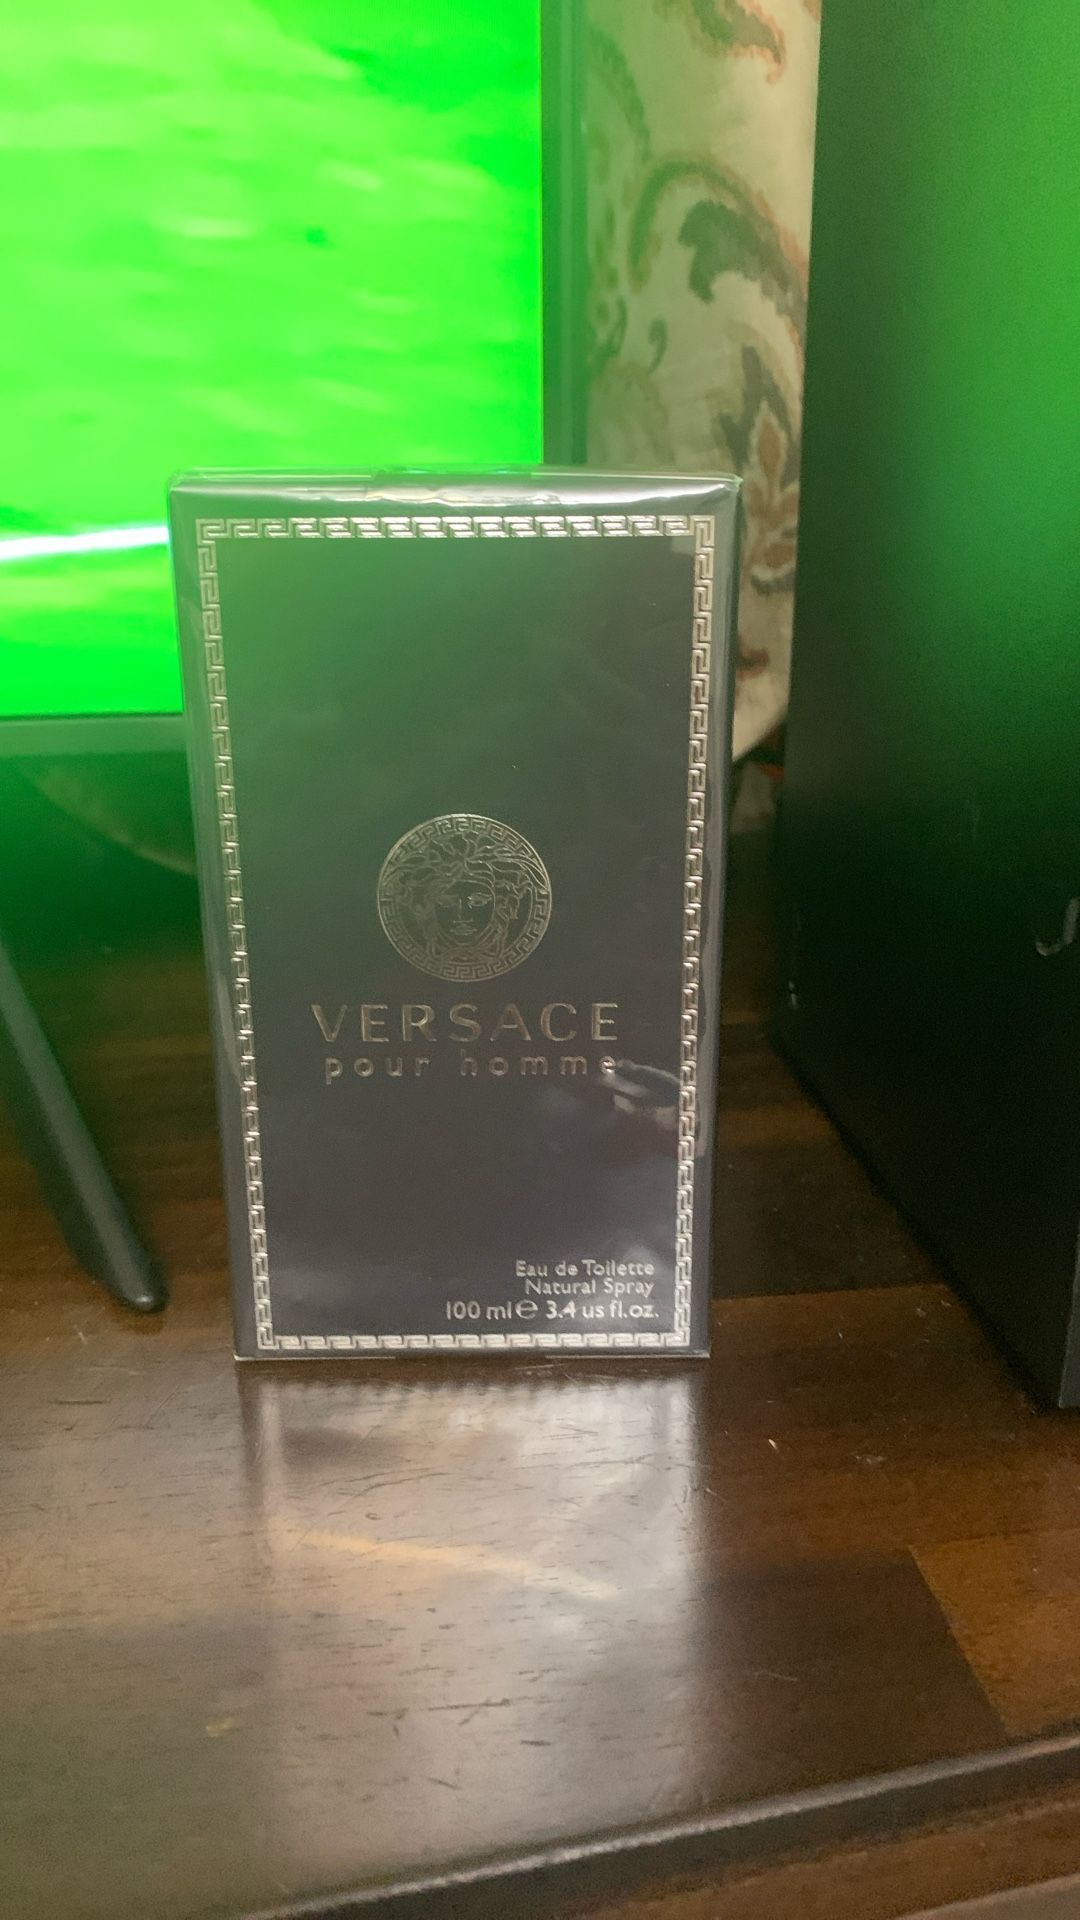 VERSACE
pour homme
Eau de Toilette
Natural Spray
100 ml ℮ 3.4 us fl.oz.